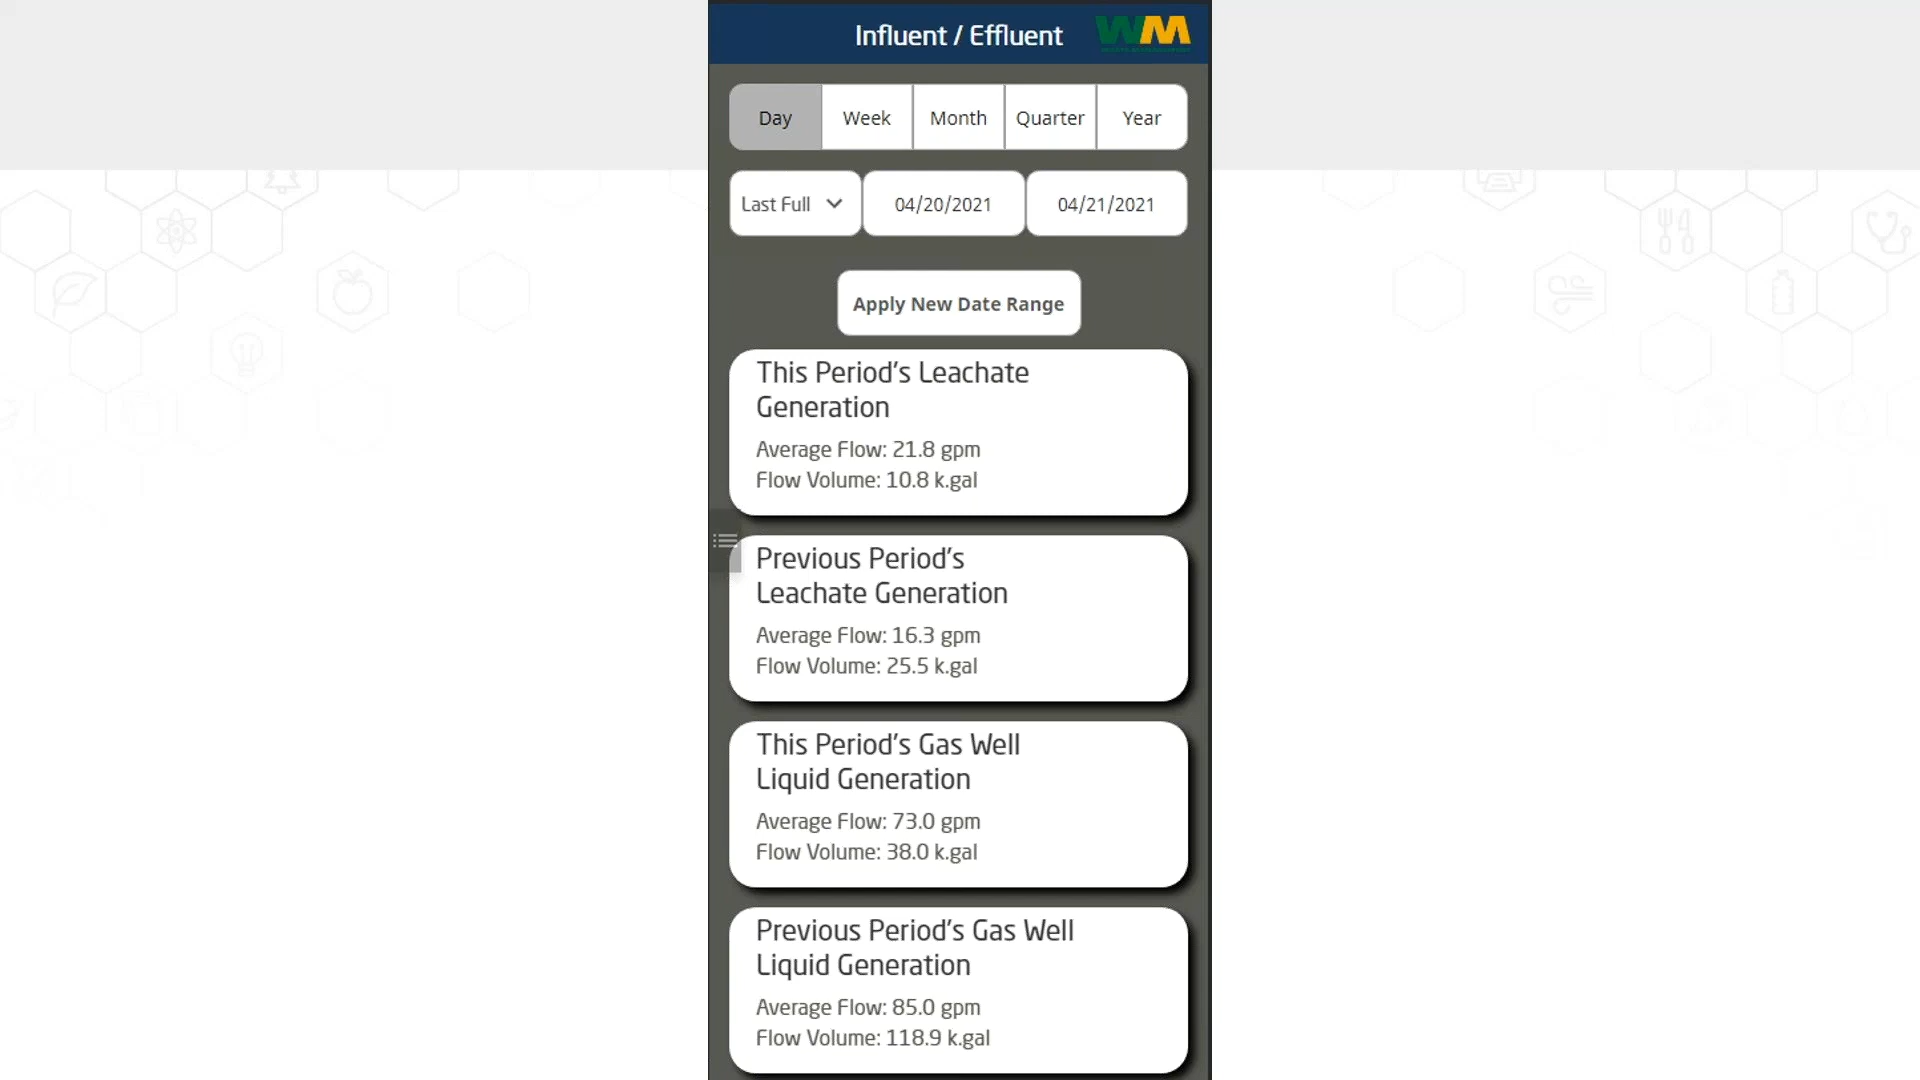 Influent / Effluent
WM
Day Week Month Quarter Year
Last Full 04/20/2021 04/21/2021
Apply New Date Range
This Period's Leachate
Generation
Average Flow: 21.8 gpm
Flow Volume: 10.8 k.gal
Previous Period's
Leachate Generation
Average Flow: 16.3 gpm
Flow Volume: 25.5 k.gal
This Period's Gas Well
Liquid Generation
Average Flow: 73.0 gpm
Flow Volume: 38.0 k.gal
Previous Period's Gas Well
Liquid Generation
Average Flow: 85.0 gpm
Flow Volume: 118.9 k.gal